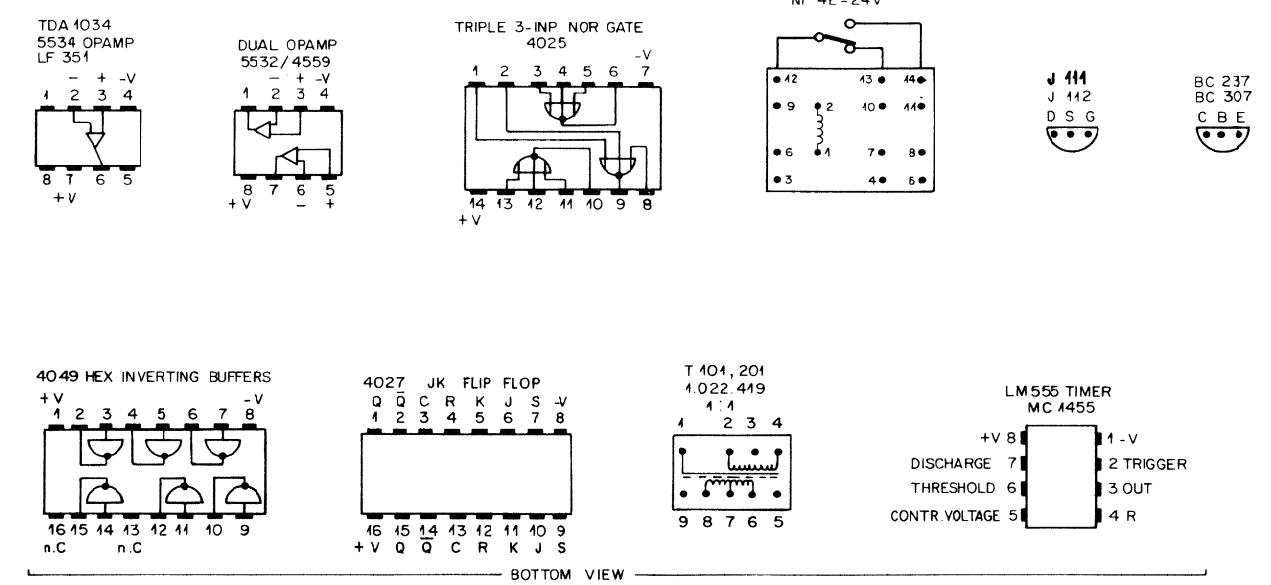 NF 4E-24V
TDA 1034
5534 OPAMP
LF 351
− + -V
1 2 3 4
8 7 6 5
+V
DUAL OPAMP
5532/4559
− + -V
1 2 3 4
8 7 6 5
+V − +
TRIPLE 3-INP. NOR GATE
4025
-V
1 2 3 4 5 6 7
14 13 12 11 10 9 8
+V
12 13 14
9 2 10 11
6 1 7 8
3 4 5
J 111
J 112
D S G
BC 237
BC 307
C B E
4049 HEX INVERTING BUFFERS
+V -V
1 2 3 4 5 6 7 8
16 15 14 13 12 11 10 9
n.C n.C
4027 JK FLIP FLOP
Q Q̅ C R K J S -V
1 2 3 4 5 6 7 8
16 15 14 13 12 11 10 9
+V Q Q̅ C R K J S
T 101, 201
1.022.419
1:1
1 2 3 4
9 8 7 6 5
LM 555 TIMER
MC 1455
+V 8 1 -V
DISCHARGE 7 2 TRIGGER
THRESHOLD 6 3 OUT
CONTR.VOLTAGE 5 4 R
BOTTOM VIEW